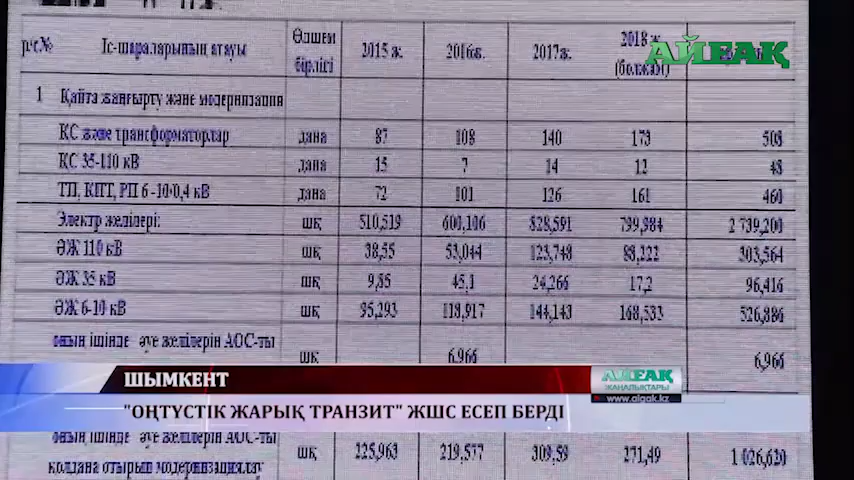 р/с№ Іс-шараларының атауы Өлшем бірлігі 2015 ж. 2016ж. 2017ж. 2018 ж. (болжам)
АЙҒАҚ
1 Қайта жаңғырту және модернизация
ҚС және трансформаторлар дана 87 108 140 173 508
ҚС 35-110 кВ дана 15 7 14 12 48
ТП, КПТ, РП 6-10/0,4 кВ дана 72 101 126 161 460
Электр желілері: шқ 510,519 600,106 828,591 799,984 2 739,200
ӘЖ 110 кВ шқ 38,55 53,044 123,748 88,222 303,564
ӘЖ 35 кВ шқ 9,85 45,1 24,266 17,2 96,416
ӘЖ 6-10 кВ шқ 95,293 118,917 144,143 168,533 526,886
оның ішінде әуе желілерін АОС-ты
шқ 6,966 6,966
ШЫМКЕНТ
АЙҒАҚ
ЖАҢАЛЫҚТАРЫ
www.aigak.kz
"ОҢТҮСТІК ЖАРЫҚ ТРАНЗИТ" ЖШС ЕСЕП БЕРДІ
оның ішінде әуе желілерін АОС-ты
қолдана отырып модернизациялау шқ 225,963 219,577 309,59 271,49 1 026,620